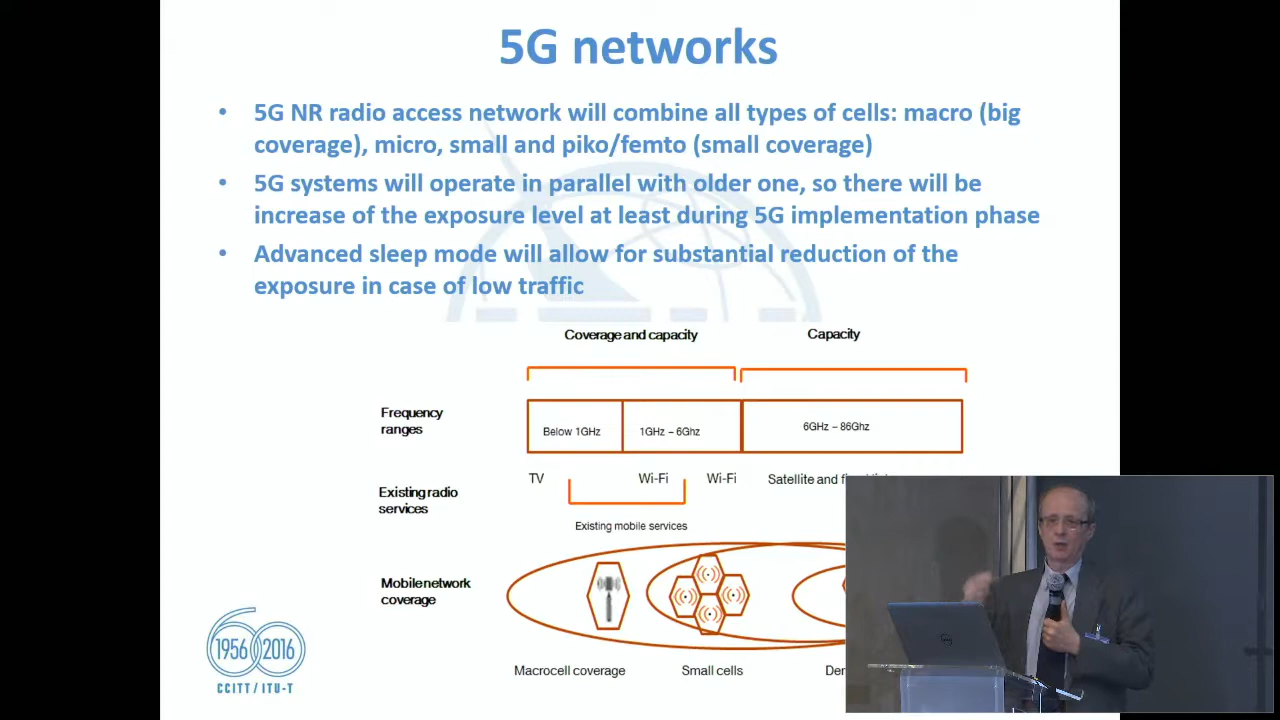 5G networks
• 5G NR radio access network will combine all types of cells: macro (big
coverage), micro, small and piko/femto (small coverage)
• 5G systems will operate in parallel with older one, so there will be
increase of the exposure level at least during 5G implementation phase
• Advanced sleep mode will allow for substantial reduction of the
exposure in case of low traffic
Coverage and capacity
Capacity
Frequency
ranges
Below 1GHz
1GHz – 6Ghz
6GHz – 86Ghz
TV
Wi-Fi
Wi-Fi
Satellite and
Existing radio
services
Existing mobile services
Mobile network
coverage
Macrocell coverage
Small cells
60
1956 2016
CCITT / ITU-T
DELL